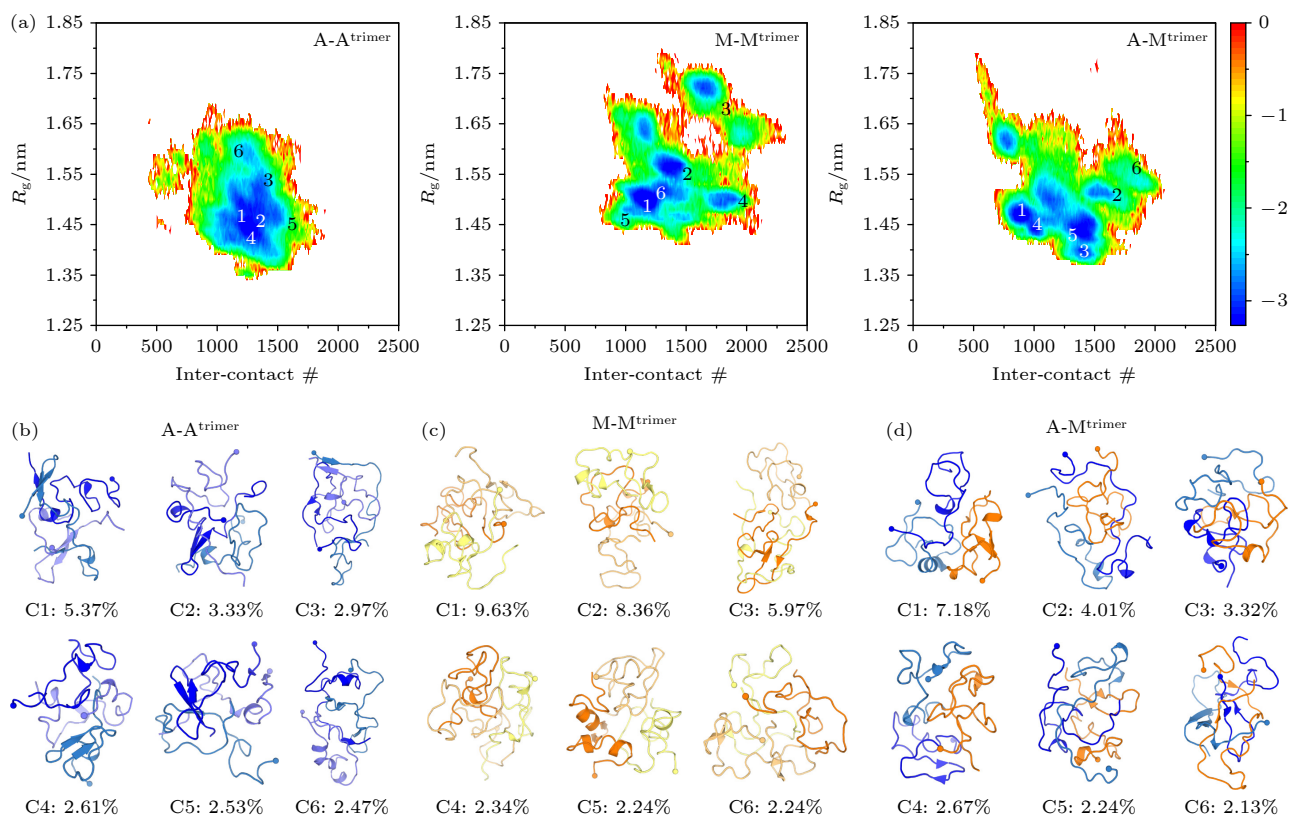 (a)
A-A^trimer
1.85
1.75
1.65
1.55
1.45
1.35
1.25
R_g/nm
6
3
1
2
5
4
0 500 1000 1500 2000 2500
Inter-contact #
M-M^trimer
1.85
1.75
1.65
1.55
1.45
1.35
1.25
R_g/nm
3
2
6
4
1
5
0 500 1000 1500 2000 2500
Inter-contact #
A-M^trimer
1.85
1.75
1.65
1.55
1.45
1.35
1.25
R_g/nm
6
2
1
4
5
3
0 500 1000 1500 2000 2500
Inter-contact #
0
−1
−2
−3
(b)
A-A^trimer
C1: 5.37% C2: 3.33% C3: 2.97%
C4: 2.61% C5: 2.53% C6: 2.47%
(c)
M-M^trimer
C1: 9.63% C2: 8.36% C3: 5.97%
C4: 2.34% C5: 2.24% C6: 2.24%
(d)
A-M^trimer
C1: 7.18% C2: 4.01% C3: 3.32%
C4: 2.67% C5: 2.24% C6: 2.13%